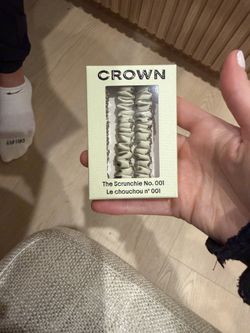 CROWN
The Scrunchie No. 001
Le chouchou n° 001